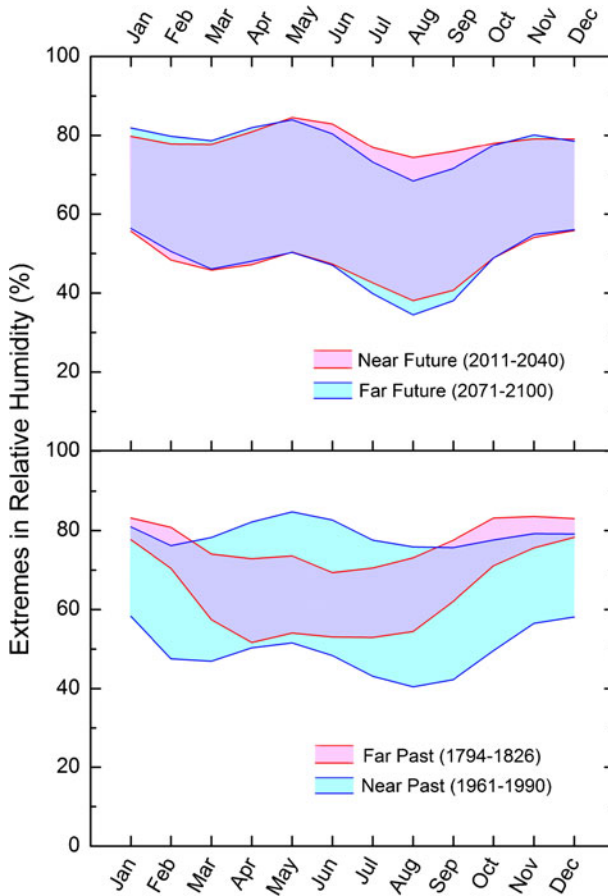 Jan Feb Mar Apr May Jun Jul Aug Sep Oct Nov Dec
100
80
60
40
20
Near Future (2011-2040)
Far Future (2071-2100)
Extremes in Relative Humidity (%)
100
80
60
40
20
0
Far Past (1794-1826)
Near Past (1961-1990)
Jan Feb Mar Apr May Jun Jul Aug Sep Oct Nov Dec